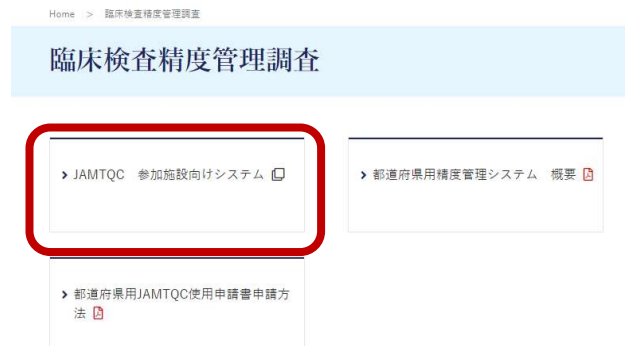 Home > 臨床検査精度管理調査
臨床検査精度管理調査
JAMTQC 参加施設向けシステム
都道府県用精度管理システム 概要
都道府県用JAMTQC使用申請書申請方
法